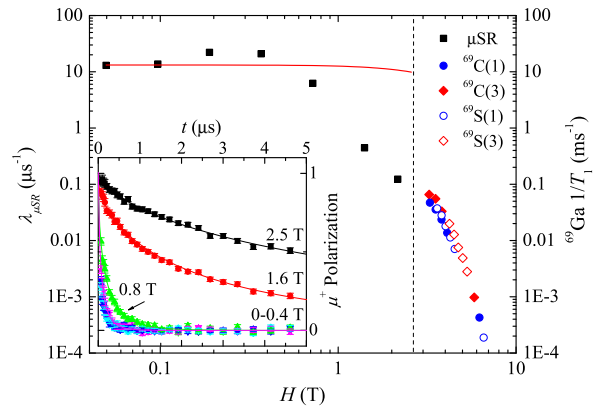 100
10
1
0.1
0.01
1E-3
1E-4
λμSR (μs-1)
100
10
1
0.1
0.01
1E-3
1E-4
69Ga 1/T1 (ms-1)
μSR
69C(1)
69C(3)
69S(1)
69S(3)
t (μs)
0 1 2 3 4 5
1
0
μ+ Polarization
2.5 T
1.6 T
0.8 T
0-0.4 T
0.1 1 10
H (T)